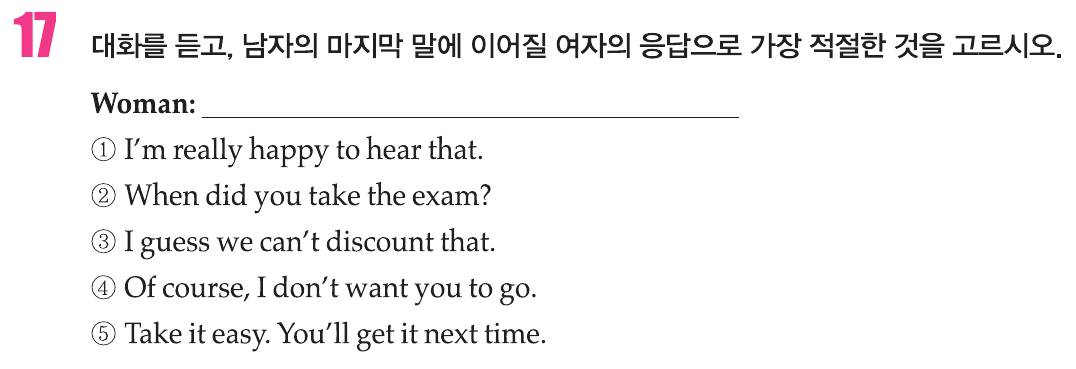 17 대화를 듣고, 남자의 마지막 말에 이어질 여자의 응답으로 가장 적절한 것을 고르시오.
Woman: ____________________
① I'm really happy to hear that.
② When did you take the exam?
③ I guess we can't discount that.
④ Of course, I don't want you to go.
⑤ Take it easy. You'll get it next time.